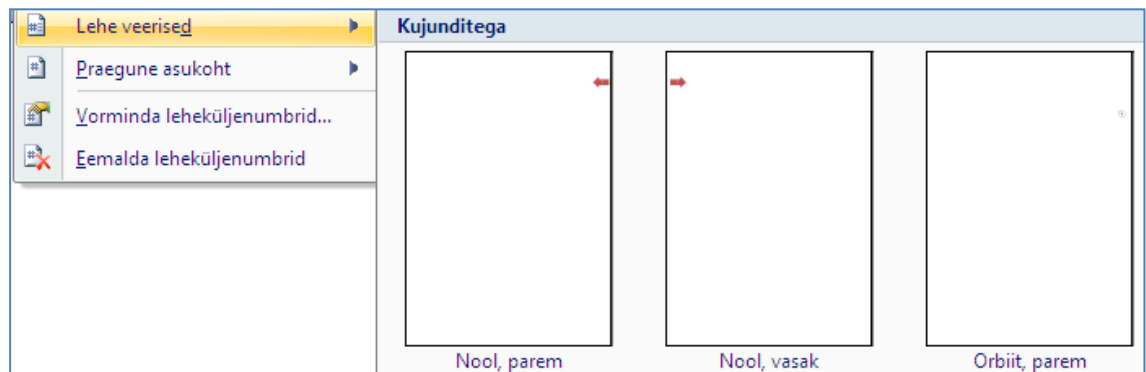 Lehe veerised
Praegune asukoht
Vorminda leheküljenumbrid...
Eemalda leheküljenumbrid
Kujunditega
Nool, parem
Nool, vasak
Orbiit, parem